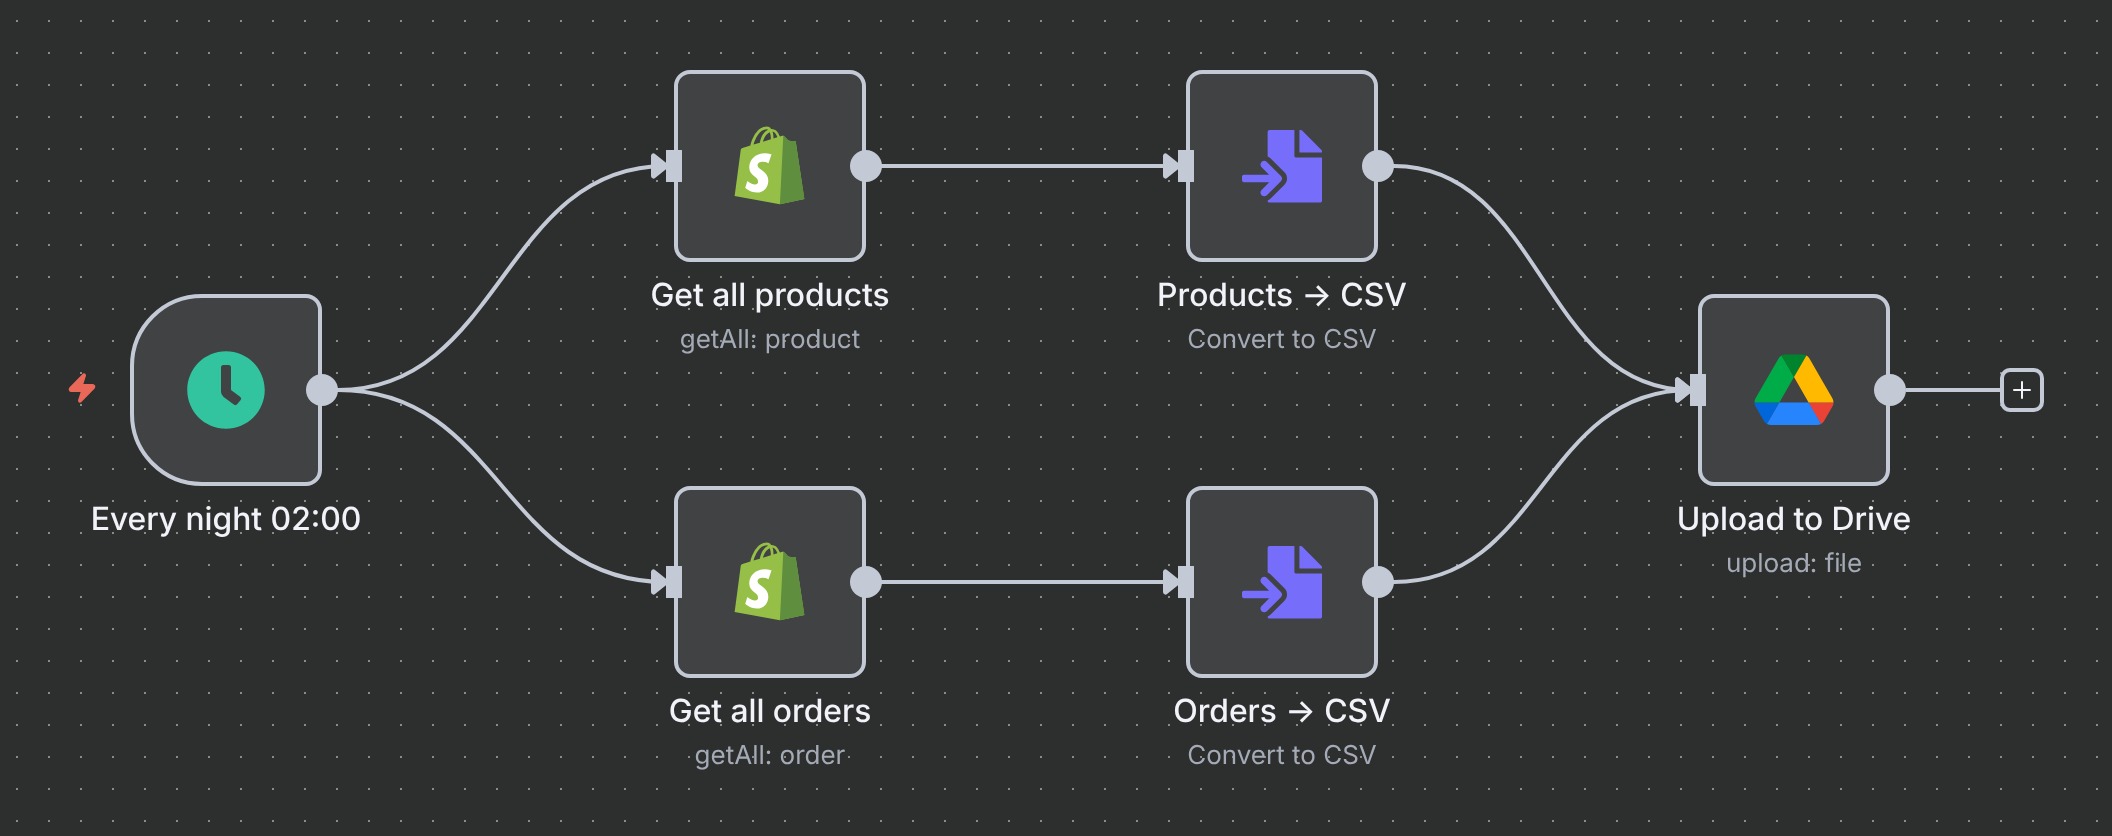 Get all products
getAll: product
Products → CSV
Convert to CSV
Every night 02:00
Upload to Drive
upload: file
Get all orders
getAll: order
Orders → CSV
Convert to CSV